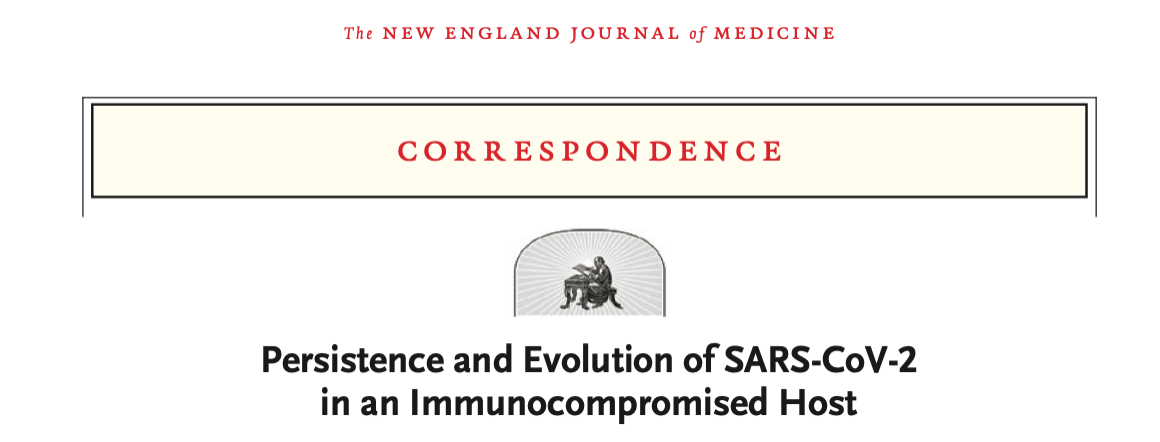 The NEW ENGLAND JOURNAL of MEDICINE
CORRESPONDENCE
Persistence and Evolution of SARS-CoV-2
in an Immunocompromised Host